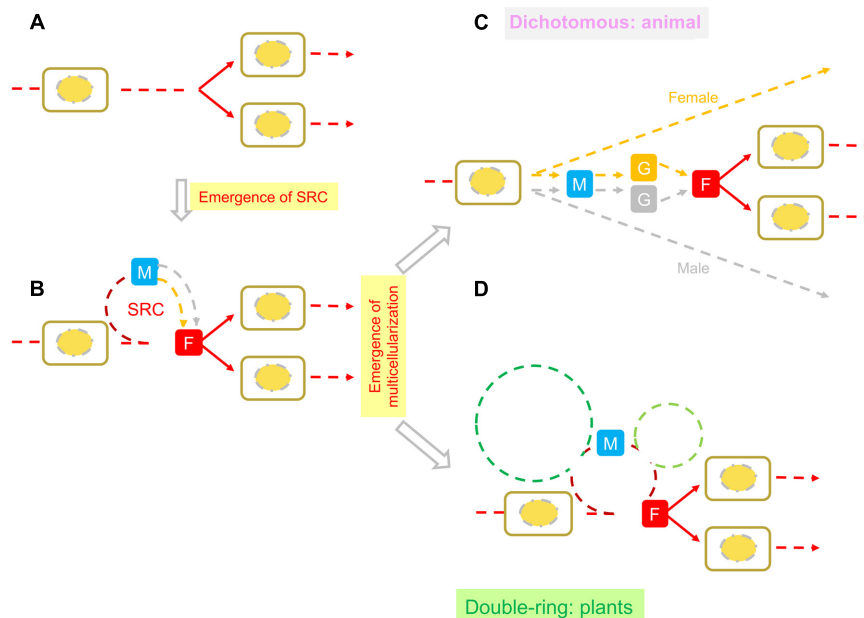 A
Emergence of SRC
B
M
SRC
F
Emergence of
multicellularization
C
Dichotomous: animal
Female
M
G
G
F
Male
D
M
F
Double-ring: plants